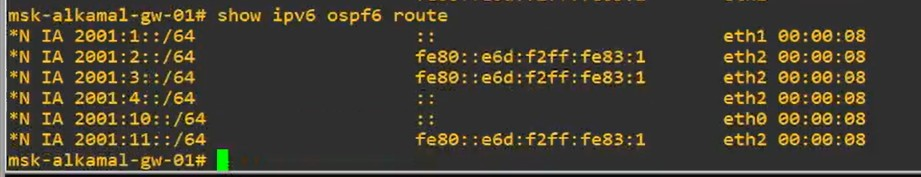 msk-alkamal-gw-01# show ipv6 ospf6 route
*N IA 2001:1::/64 :: eth1 00:00:08
*N IA 2001:2::/64 fe80::e6d:f2ff:fe83:1 eth2 00:00:08
*N IA 2001:3::/64 fe80::e6d:f2ff:fe83:1 eth2 00:00:08
*N IA 2001:4::/64 :: eth2 00:00:08
*N IA 2001:10::/64 :: eth0 00:00:08
*N IA 2001:11::/64 fe80::e6d:f2ff:fe83:1 eth2 00:00:08
msk-alkamal-gw-01#